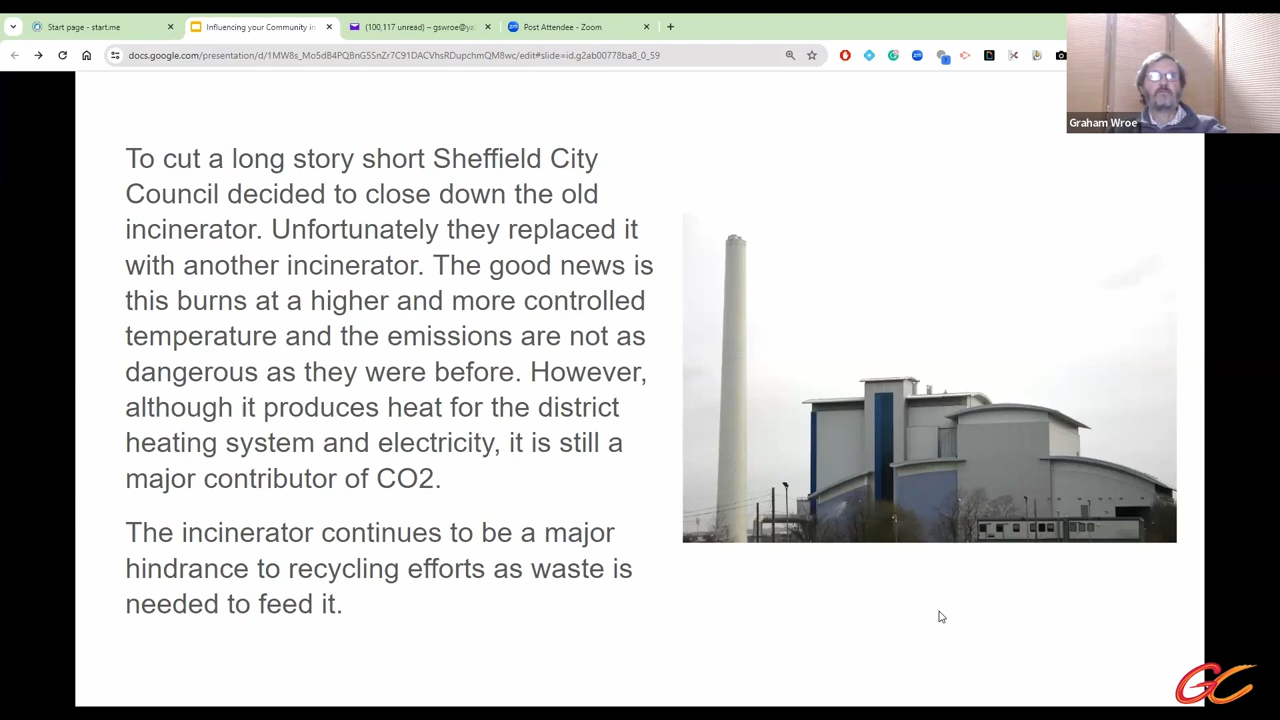 Start page - start.me
Influencing your Community in
(100,117 unread) – gswroe@ya
Post Attendee - Zoom
docs.google.com/presentation/d/1MW8s_MoSdB4PQBnG5SnZr7C91DACVhsRDupchmQM8wc/edit#slide=id.g2ab00778ba8_0_59
Graham Wroe
To cut a long story short Sheffield City
Council decided to close down the old
incinerator. Unfortunately they replaced it
with another incinerator. The good news is
this burns at a higher and more controlled
temperature and the emissions are not as
dangerous as they were before. However,
although it produces heat for the district
heating system and electricity, it is still a
major contributor of CO2.
The incinerator continues to be a major
hindrance to recycling efforts as waste is
needed to feed it.
GC